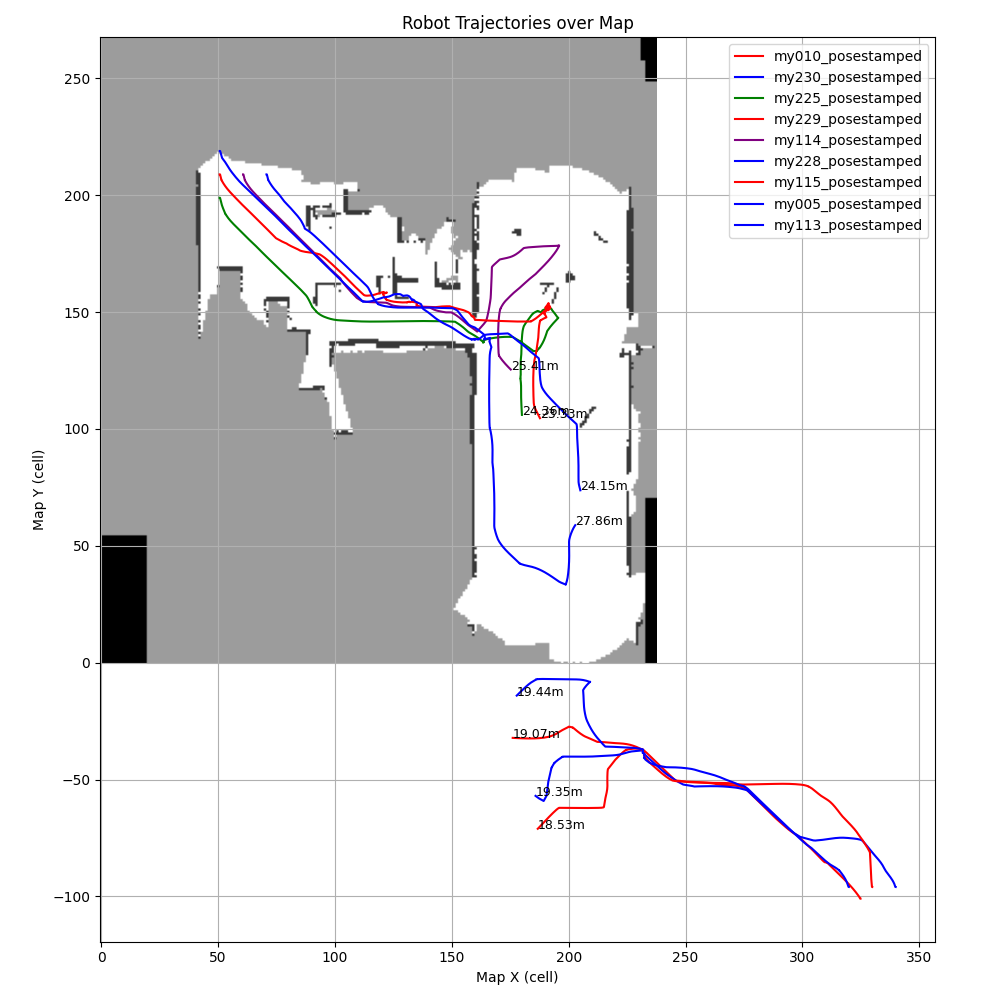 Robot Trajectories over Map
my010_posestamped
my230_posestamped
my225_posestamped
my229_posestamped
my114_posestamped
my228_posestamped
my115_posestamped
my005_posestamped
my113_posestamped
250
200
150
100
50
0
−50
−100
25.41m
24.36m
24.15m
27.86m
19.44m
19.07m
19.35m
18.53m
0 50 100 150 200 250 300 350
Map X (cell)
Map Y (cell)